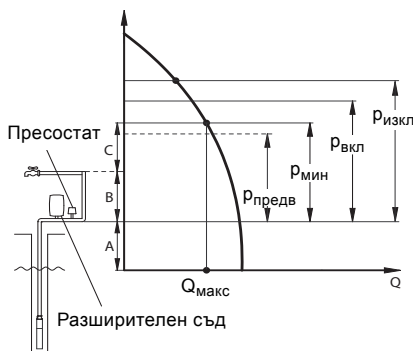 Пресостат
Разширителен съд
C
B
A
pпредв
pмин
pвкл
pизкл
Qмакс
Q